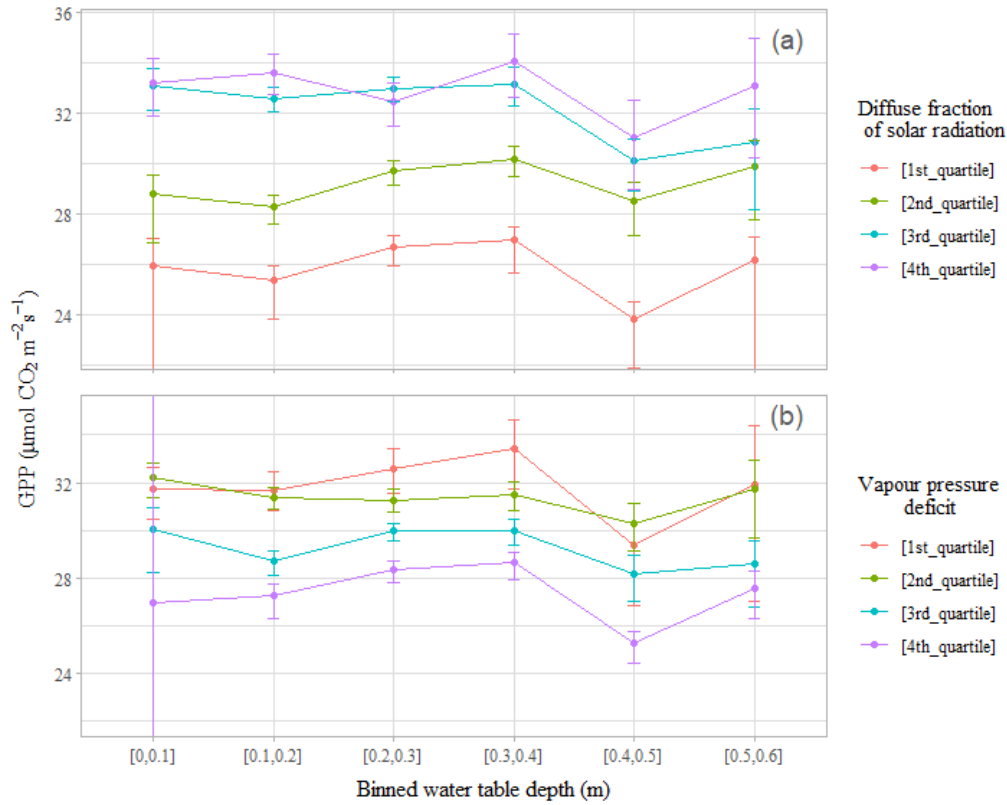 36
32
28
24
(a)
Diffuse fraction
of solar radiation
[1st_quartile]
[2nd_quartile]
[3rd_quartile]
[4th_quartile]
GPP (µmol CO₂ m⁻² s⁻¹)
32
28
24
(b)
Vapour pressure
deficit
[1st_quartile]
[2nd_quartile]
[3rd_quartile]
[4th_quartile]
[0,0.1] [0.1,0.2] [0.2,0.3] [0.3,0.4] [0.4,0.5] [0.5,0.6]
Binned water table depth (m)